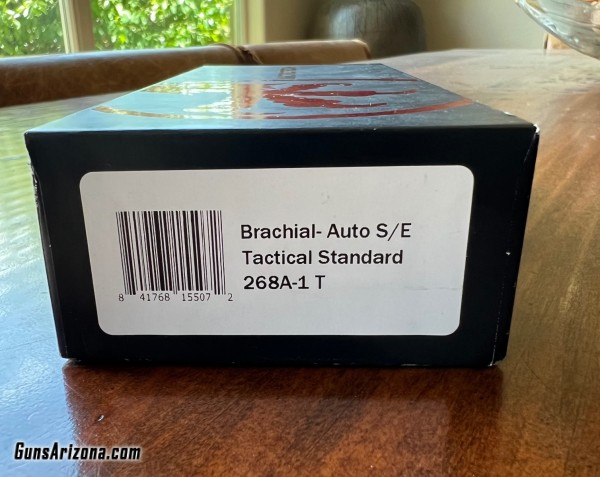 Brachial- Auto S/E
Tactical Standard
268A-1 T
8 41768 15507 2
GunsArizona.com